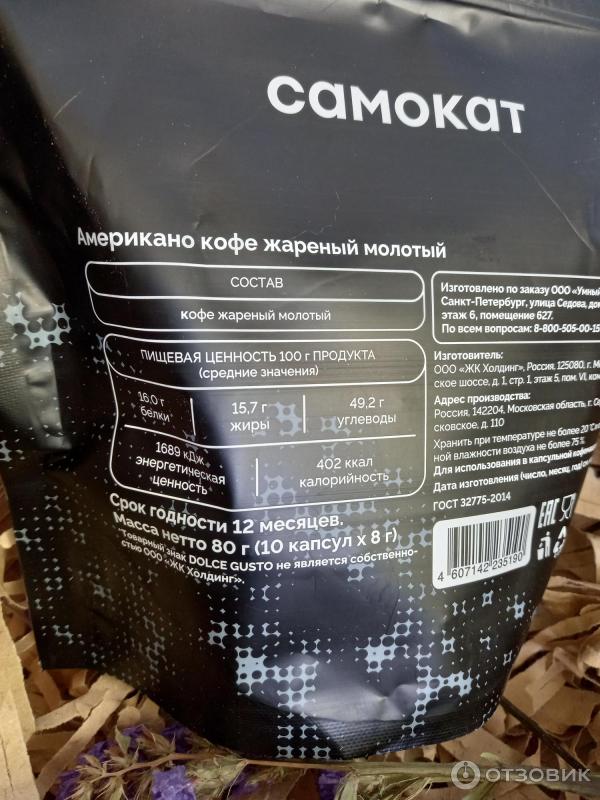 самокат
Американо кофе жареный молотый
СОСТАВ
кофе жареный молотый
ПИЩЕВАЯ ЦЕННОСТЬ 100 г ПРОДУКТА
(средние значения)
16,0 г
белки
15,7 г
жиры
49,2 г
углеводы
1689 кДж
энергетическая
ценность
402 ккал
калорийность
Срок годности 12 месяцев.
Масса нетто 80 г (10 капсул х 8 г)
*Товарный знак DOLCE GUSTO не является собственно-
стью ООО «ЖК Холдинг».
Изготовлено по заказу ООО «Умный
Санкт-Петербург, улица Седова, дом
этаж 6, помещение 627.
По всем вопросам: 8-800-505-00-15
Изготовитель:
ООО «ЖК Холдинг», Россия, 125080, г. М
ское шоссе, д. 1, стр. 1, этаж 5, пом. VI, ком
Адрес производства:
Россия, 142204, Московская область, г. Се
сковское, д. 110
Хранить при температуре не более 20 °С
ной влажности воздуха не более 75 %
Для использования в капсульной
Дата изготовления (число, месяц, год)
ГОСТ 32775-2014
EAC
4 607142 235190
ОТЗОВИК